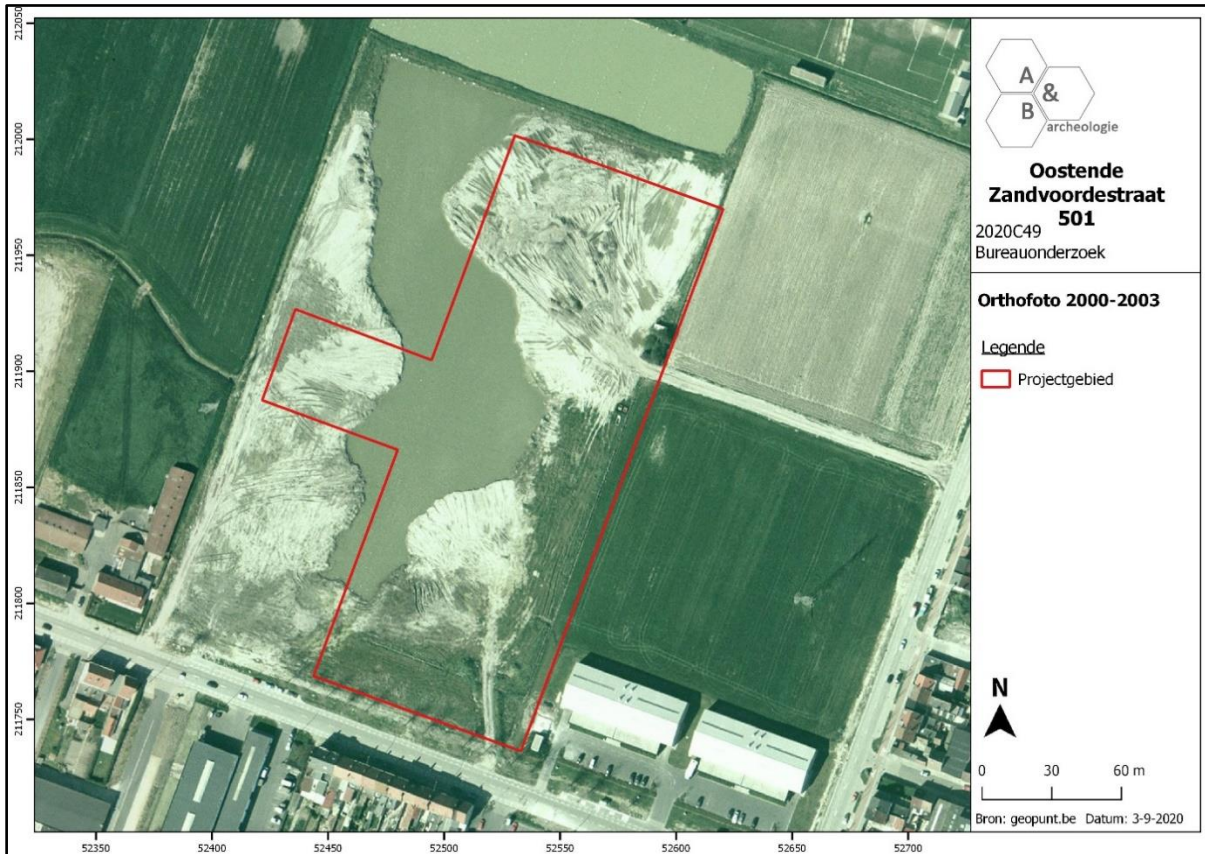 212050
212000
211950
211900
211850
211800
211750
52350
52400
52450
52500
52550
52600
52650
52700
A
&
B
archeologie
Oostende
Zandvoordestraat
501
2020C49
Bureauonderzoek
Orthofoto 2000-2003
Legende
Projectgebied
N
0 30 60 m
Bron: geopunt.be Datum: 3-9-2020